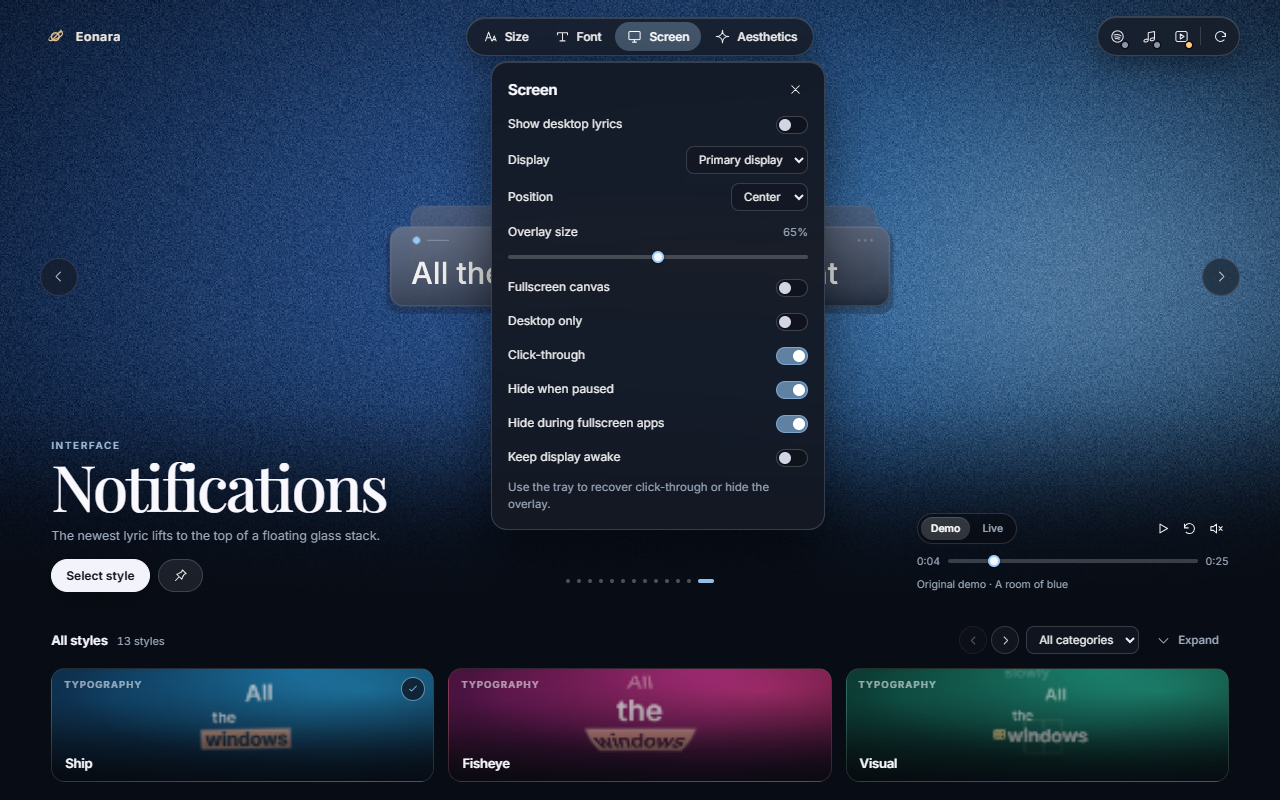 Eonara
Size
Font
Screen
Aesthetics
Screen
Show desktop lyrics
Display
Primary display
Position
Center
Overlay size
65%
Fullscreen canvas
Desktop only
Click-through
Hide when paused
Hide during fullscreen apps
Keep display awake
Use the tray to recover click-through or hide the
overlay.
All the
INTERFACE
Notifications
The newest lyric lifts to the top of a floating glass stack.
Select style
Demo
Live
0:04
0:25
Original demo · A room of blue
All styles
13 styles
All categories
Expand
TYPOGRAPHY
All
the
windows
Ship
TYPOGRAPHY
All
the
windows
Fisheye
TYPOGRAPHY
slowly
All
the
windows
Visual